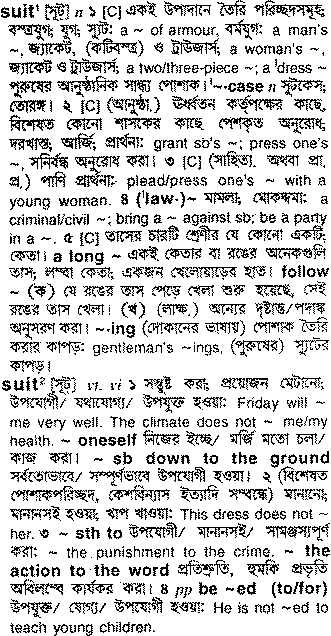 suit¹ [সূট্] n ১ [C] একই উপাদানে তৈরি পরিচ্ছদসমূহ;
বস্ত্রযুগ; যুগ; স্যুট: a ~ of armour, বর্মযুগ: a man's
~, জ্যাকেট, (কটিবস্ত্র) ও ট্রাউজার্স; a woman's ~,
জ্যাকেট ও ট্রাউজার্স; a two/three-piece ~; a ˈdress ~
পুরুষের আনুষ্ঠানিক সান্ধ্য পোশাক। ˈ~-case n সুটকেস;
তোরঙ্গ। ২ [C] (আনুষ্ঠা.) ঊর্ধ্বতন কর্তৃপক্ষের কাছে,
বিশেষত কোনো শাসকের কাছে পেশকৃত অনুরোধ;
দরখাস্ত, আর্জি; প্রার্থনা: grant sb's ~; press one's
~, সনির্বন্ধ অনুরোধ করা। ৩ [C] (সাহিত্য. অথবা প্রা.
প্র.) পাণি প্রার্থনা: plead/press one's ~ with a
young woman. ৪ (ˈlaw-)~ মামলা, মোকদ্দমা: a
criminal/civil ~; bring a ~ against sb; be a party
in a ~. ৫ [C] তাসের চারটি শ্রেণীর যে কোনো একটি;
কেতা। a long ~ একই কেতার বা রঙের অনেকগুলি
তাস; লম্বা কেতা; একজন খেলোয়াড়ের হাত। follow
~ (ক) যে রঙের তাস পেড়ে খেলা শুরু হয়েছে, সেই
রঙের তাস খেলা। (খ) (লাক্ষ.) অন্যের দৃষ্টান্ত/পদাঙ্ক
অনুসরণ করা। ~-ing (দোকানের ভাষায়) পোশাক তৈরি
করার কাপড়: gentleman's ~ings, (পুরুষের) স্যুটের
কাপড়।
suit² [সূট্] vt. vi ১ সন্তুষ্ট করা; প্রয়োজন মেটানো;
উপযোগী/ যথাযোগ্য/ উপযুক্ত হওয়া: Friday will ~
me very well. The climate does not ~ me/my
health. ~ oneself নিজের ইচ্ছে/ মর্জি মতো চলা/
কাজ করা। ~ sb down to the ground
সর্বতোভাবে/ সম্পূর্ণভাবে উপযোগী হওয়া। ২ (বিশেষত
পোশাকপরিচ্ছদ, কেশবিন্যাস ইত্যাদি সম্বন্ধে) মানানো;
মানানসই হওয়া; খাপ খাওয়া: This dress does not ~
her. ৩ ~ sth to উপযোগী/ মানানসই/ সামঞ্জস্যপূর্ণ
করা: ~ the punishment to the crime. ~ the
action to the word প্রতিশ্রুতি, হুমকি প্রভৃতি
অবিলম্বে কার্যকর করা। ৪ pp be ~ed (to/for)
উপযুক্ত/ যোগ্য/ উপযোগী হওয়া: He is not ~ed to
teach young children.